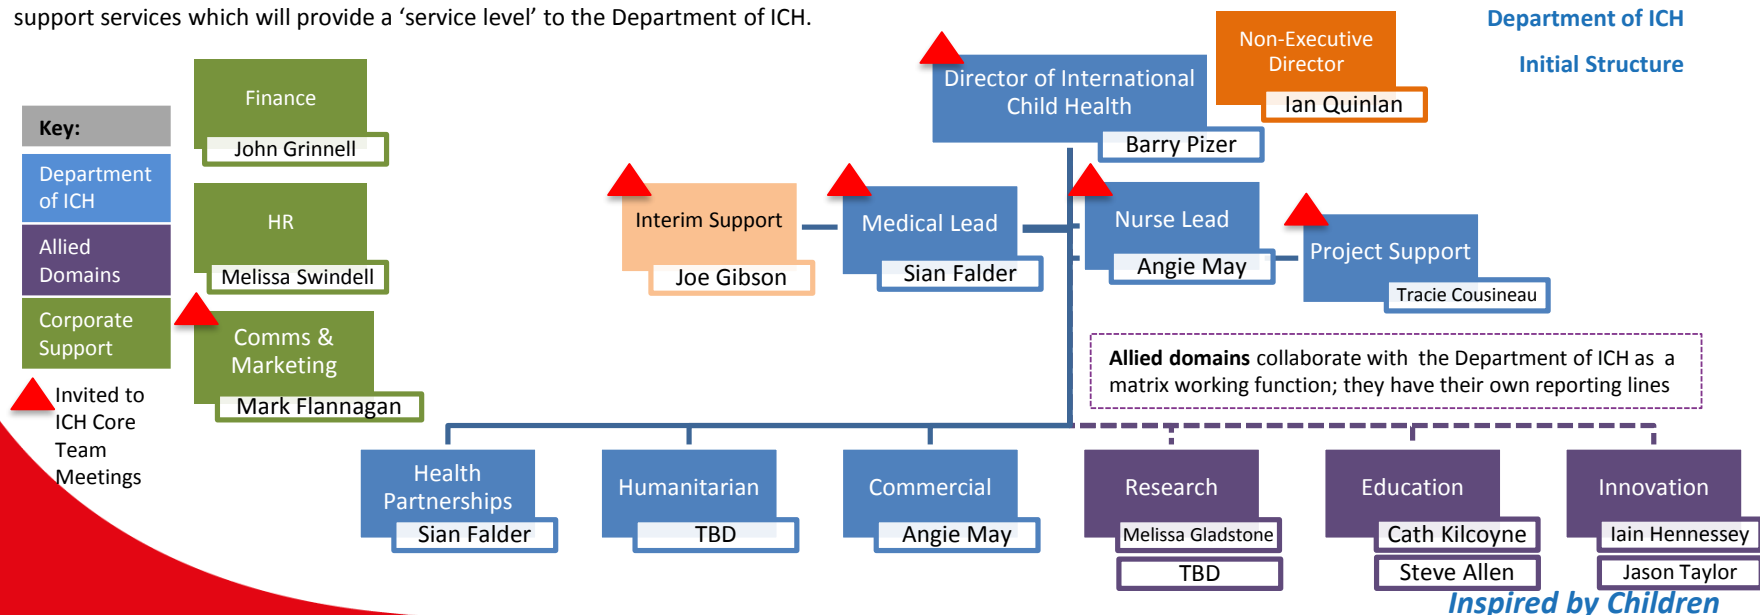 support services which will provide a ‘service level’ to the Department of ICH.
Department of ICH
Initial Structure
Key:
Department
of ICH
Allied
Domains
Corporate
Support
Invited to
ICH Core
Team
Meetings
Finance
John Grinnell
HR
Melissa Swindell
Comms &
Marketing
Mark Flannagan
Director of International
Child Health
Barry Pizer
Non-Executive
Director
Ian Quinlan
Interim Support
Joe Gibson
Medical Lead
Sian Falder
Nurse Lead
Angie May
Project Support
Tracie Cousineau
Allied domains collaborate with the Department of ICH as a
matrix working function; they have their own reporting lines
Health
Partnerships
Sian Falder
Humanitarian
TBD
Commercial
Angie May
Research
Melissa Gladstone
TBD
Education
Cath Kilcoyne
Steve Allen
Innovation
Iain Hennessey
Jason Taylor
Inspired by Children